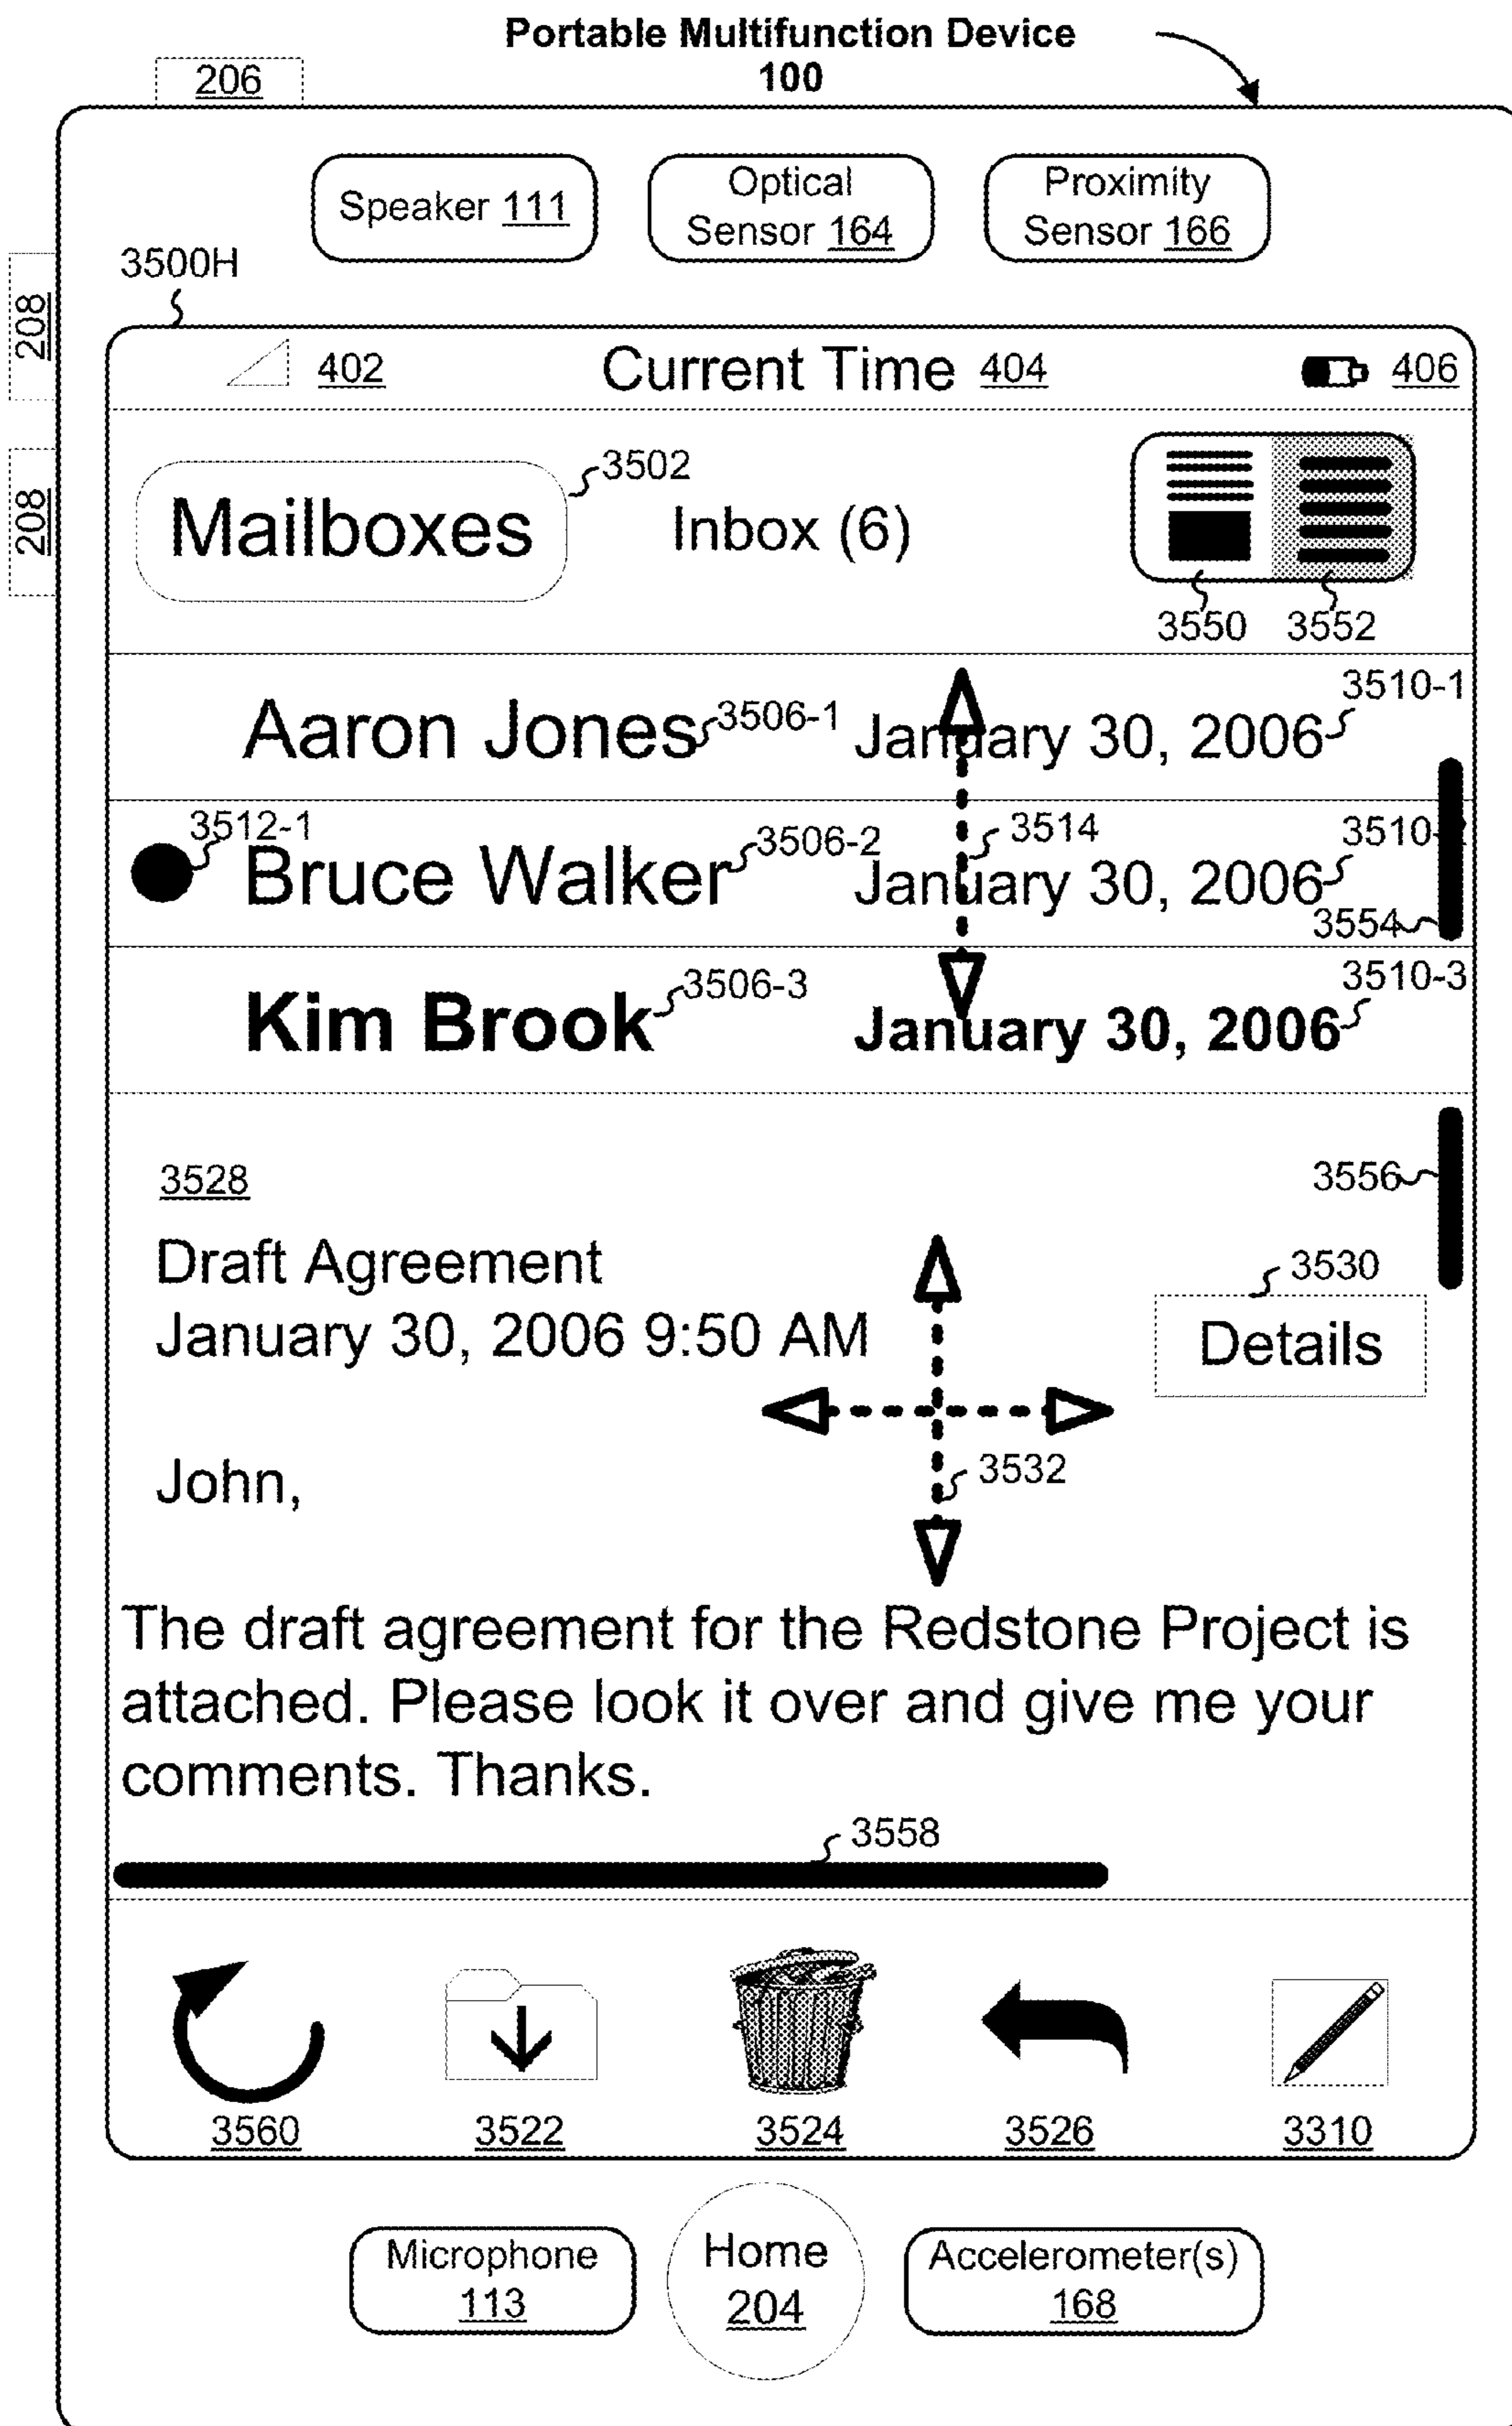 Portable Multifunction Device
100
206
Speaker 111
Optical
Sensor 164
Proximity
Sensor 166
3500H
208
208
402
Current Time 404
406
Mailboxes
3502
Inbox (6)
3550
3552
Aaron Jones
3506-1
January 30, 2006
3510-1
3512-1
Bruce Walker
3506-2
3514
January 30, 2006
3510-
3554
Kim Brook
3506-3
January 30, 2006
3510-3
3528
3556
Draft Agreement
January 30, 2006 9:50 AM
3530
Details
3532
John,
The draft agreement for the Redstone Project is
attached. Please look it over and give me your
comments. Thanks.
3558
3560
3522
3524
3526
3310
Microphone
113
Home
204
Accelerometer(s)
168